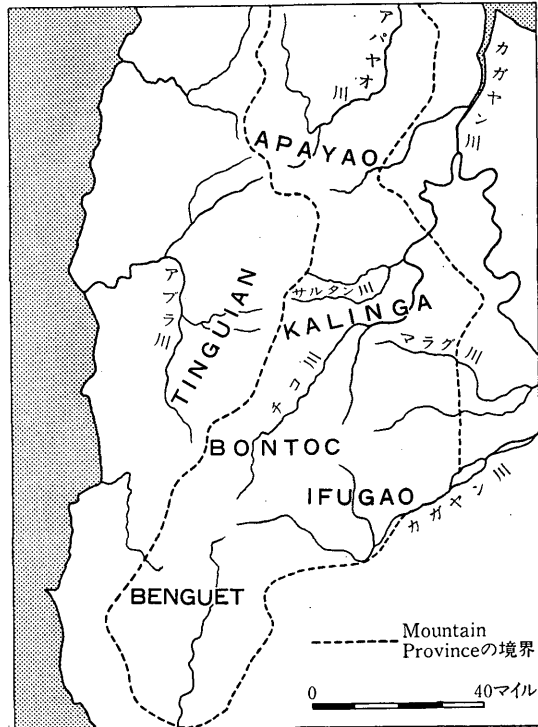 アパヤオ川
カガヤン川
APAYAO
アブラ川
TINGUIAN
サルタン川
KALINGA
マラグ川
チコ川
BONTOC
IFUGAO
カガヤン川
BENGUET
Mountain
Provinceの境界
0 40マイル